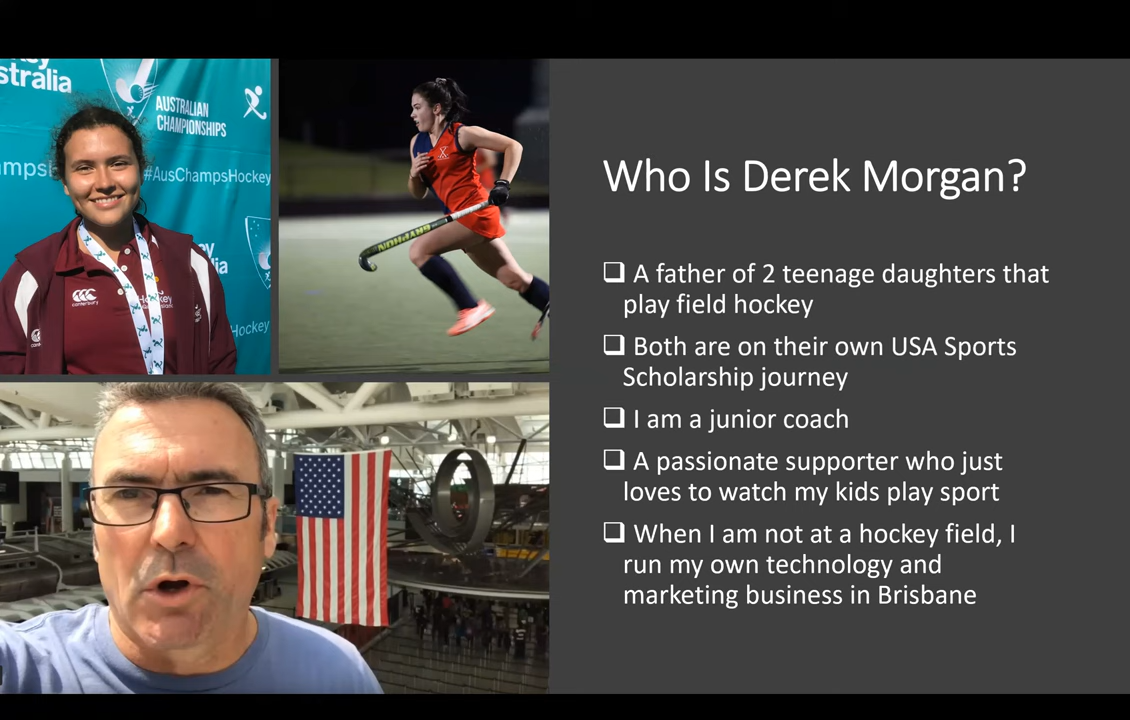 stralia
AUSTRALIAN
CHAMPIONSHIPS
#AusChampsHockey
canterbury
Hockey
GRYPHON
Who Is Derek Morgan?
A father of 2 teenage daughters that
play field hockey
Both are on their own USA Sports
Scholarship journey
I am a junior coach
A passionate supporter who just
loves to watch my kids play sport
When I am not at a hockey field, I
run my own technology and
marketing business in Brisbane